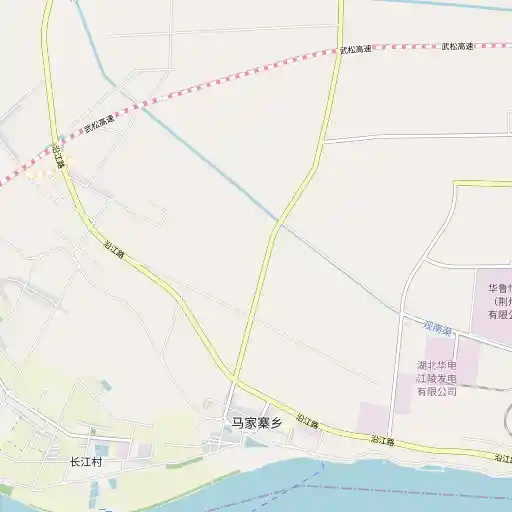 武松高速
武松高速
武松高速
沿江路
沿江路
华鲁恒
（荆州
有限公
观南渠
湖北华电
江陵发电
有限公司
马家寨乡
沿江路
沿江路
沿江
长江村